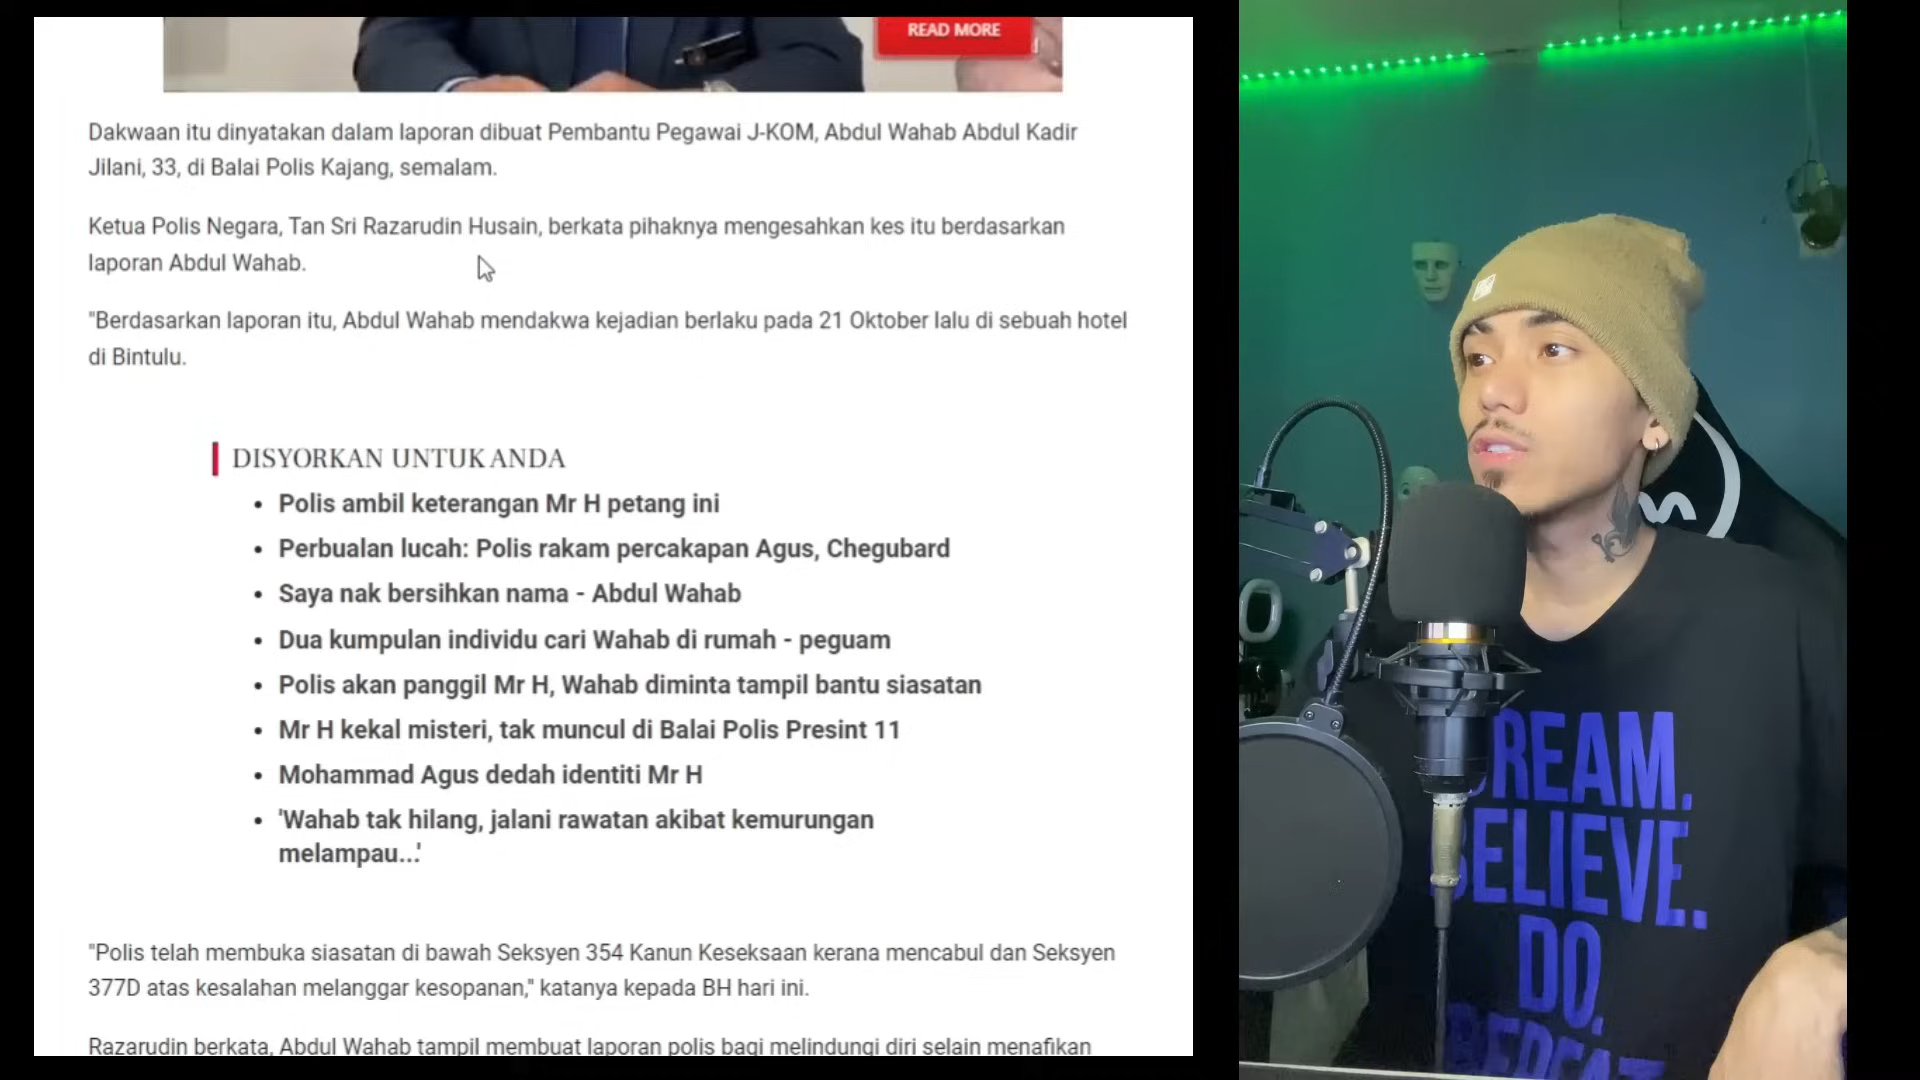 READ MORE
Dakwaan itu dinyatakan dalam laporan dibuat Pembantu Pegawai J-KOM, Abdul Wahab Abdul Kadir
Jilani, 33, di Balai Polis Kajang, semalam.
Ketua Polis Negara, Tan Sri Razarudin Husain, berkata pihaknya mengesahkan kes itu berdasarkan
laporan Abdul Wahab.
"Berdasarkan laporan itu, Abdul Wahab mendakwa kejadian berlaku pada 21 Oktober lalu di sebuah hotel
di Bintulu.
DISYORKAN UNTUK ANDA
• Polis ambil keterangan Mr H petang ini
• Perbualan lucah: Polis rakam percakapan Agus, Chegubard
• Saya nak bersihkan nama - Abdul Wahab
• Dua kumpulan individu cari Wahab di rumah - peguam
• Polis akan panggil Mr H, Wahab diminta tampil bantu siasatan
• Mr H kekal misteri, tak muncul di Balai Polis Presint 11
• Mohammad Agus dedah identiti Mr H
• 'Wahab tak hilang, jalani rawatan akibat kemurungan
melampau...'
"Polis telah membuka siasatan di bawah Seksyen 354 Kanun Keseksaan kerana mencabul dan Seksyen
377D atas kesalahan melanggar kesopanan," katanya kepada BH hari ini.
Razarudin berkata, Abdul Wahab tampil membuat laporan polis bagi melindungi diri selain menafikan
DREAM.
BELIEVE.
DO.
REPEAT.